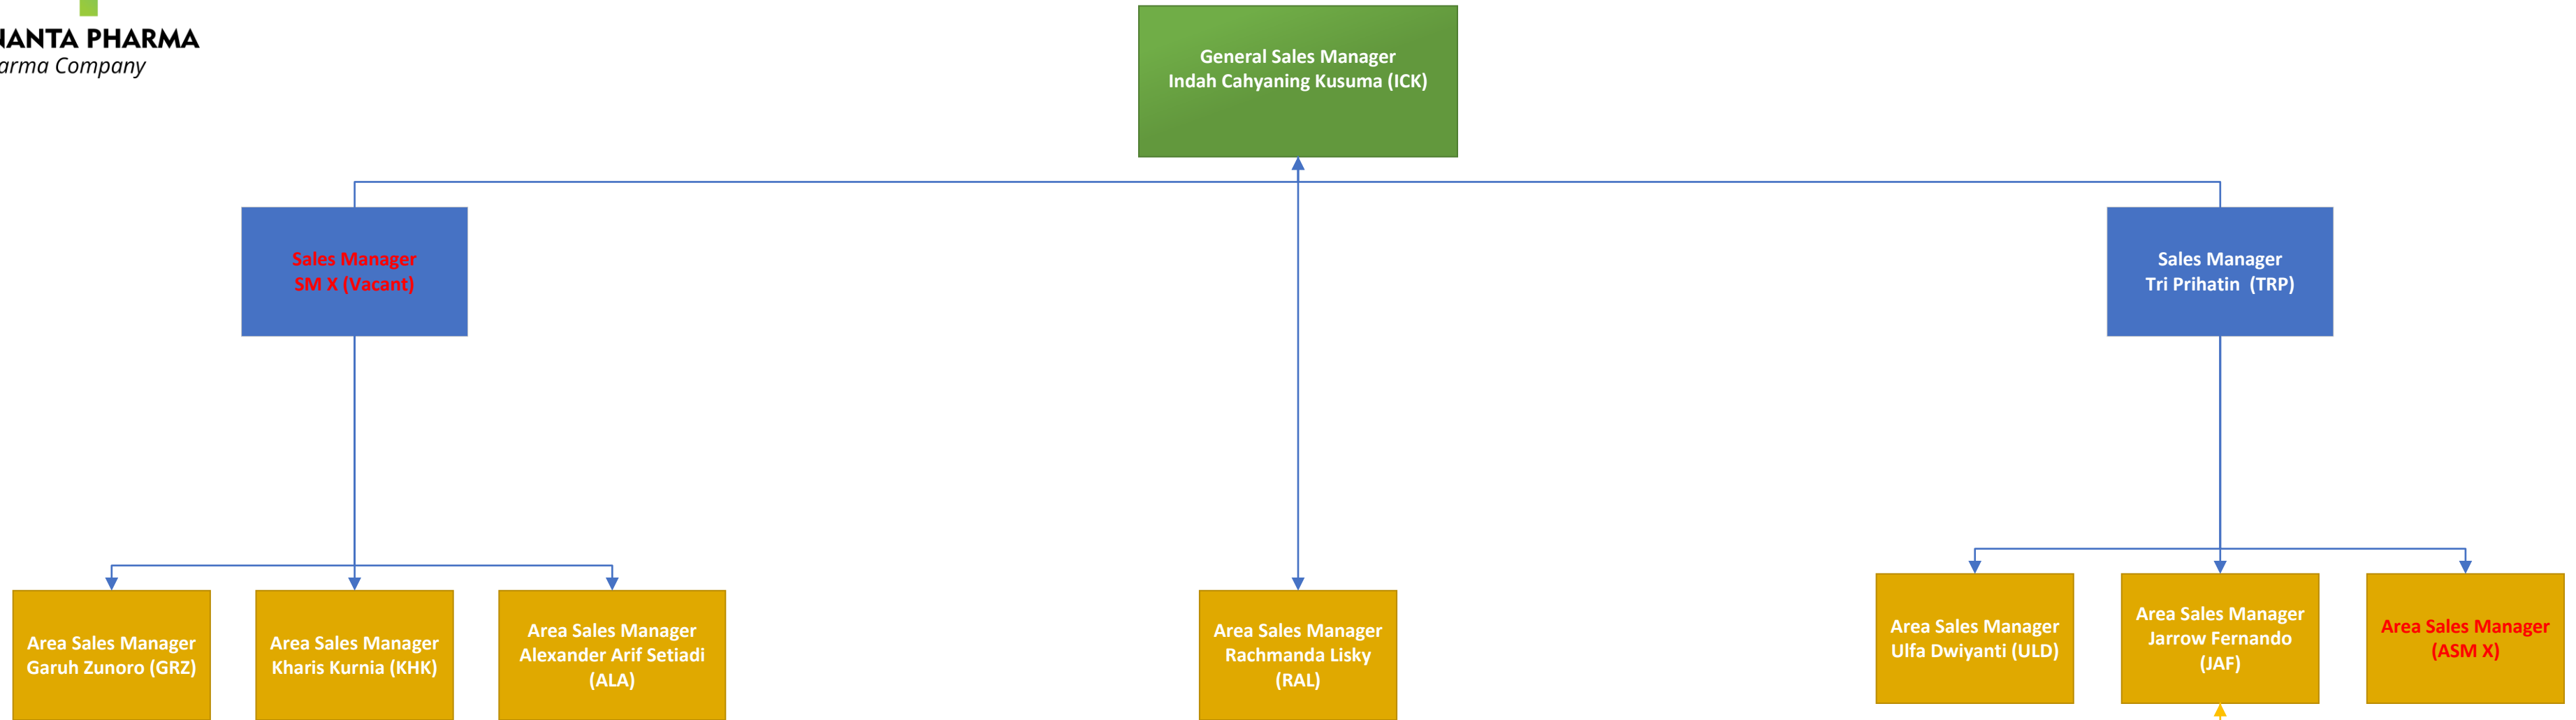 NANTA PHARMA
arma Company
General Sales Manager
Indah Cahyaning Kusuma (ICK)
Sales Manager
SM X (Vacant)
Sales Manager
Tri Prihatin (TRP)
Area Sales Manager
Garuh Zunoro (GRZ)
Area Sales Manager
Kharis Kurnia (KHK)
Area Sales Manager
Alexander Arif Setiadi
(ALA)
Area Sales Manager
Rachmanda Lisky
(RAL)
Area Sales Manager
Ulfa Dwiyanti (ULD)
Area Sales Manager
Jarrow Fernando
(JAF)
Area Sales Manager
(ASM X)